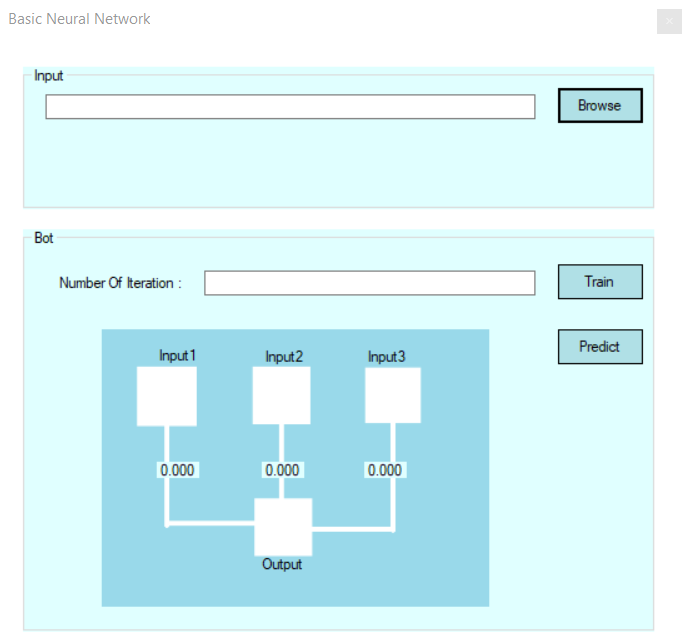 Basic Neural Network
×
Input
Browse
Bot
Number Of Iteration :
Train
Predict
Input1 Input2 Input3
0.000 0.000 0.000
Output